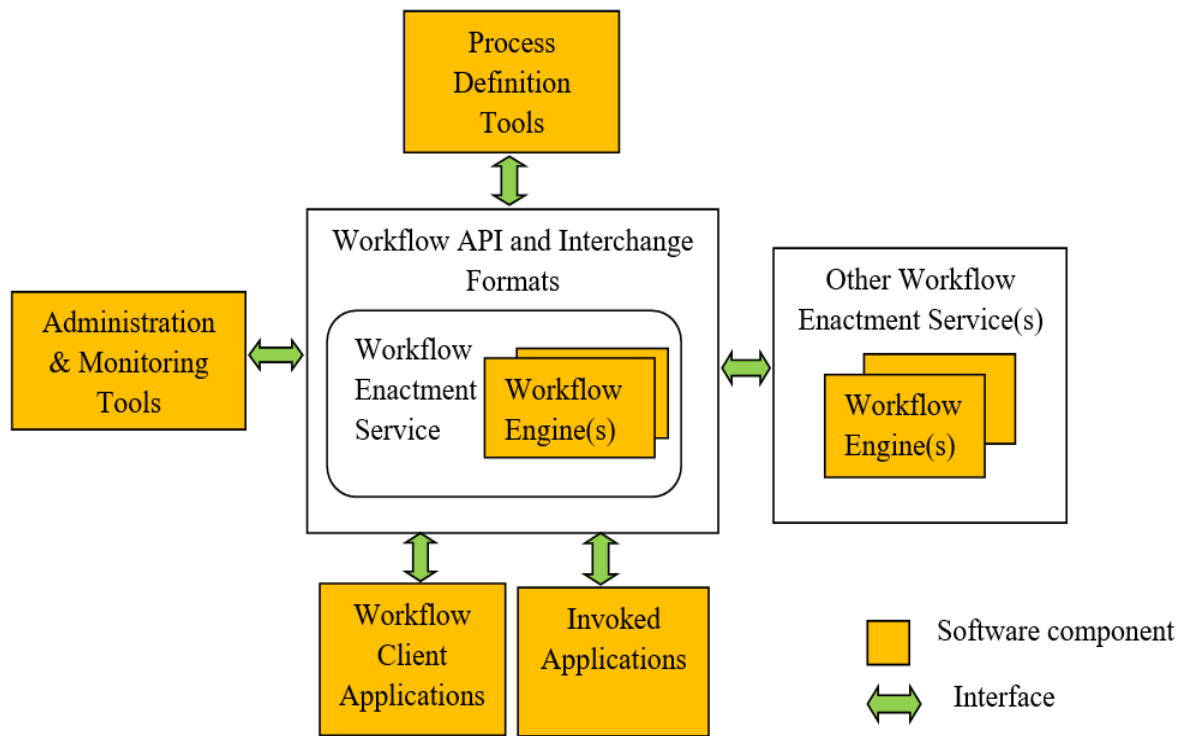 Process
Definition
Tools
Workflow API and Interchange
Formats
Other Workflow
Enactment Service(s)
Administration
& Monitoring
Tools
Workflow
Enactment
Service
Workflow
Engine(s)
Workflow
Engine(s)
Workflow
Client
Applications
Invoked
Applications
Software component
Interface